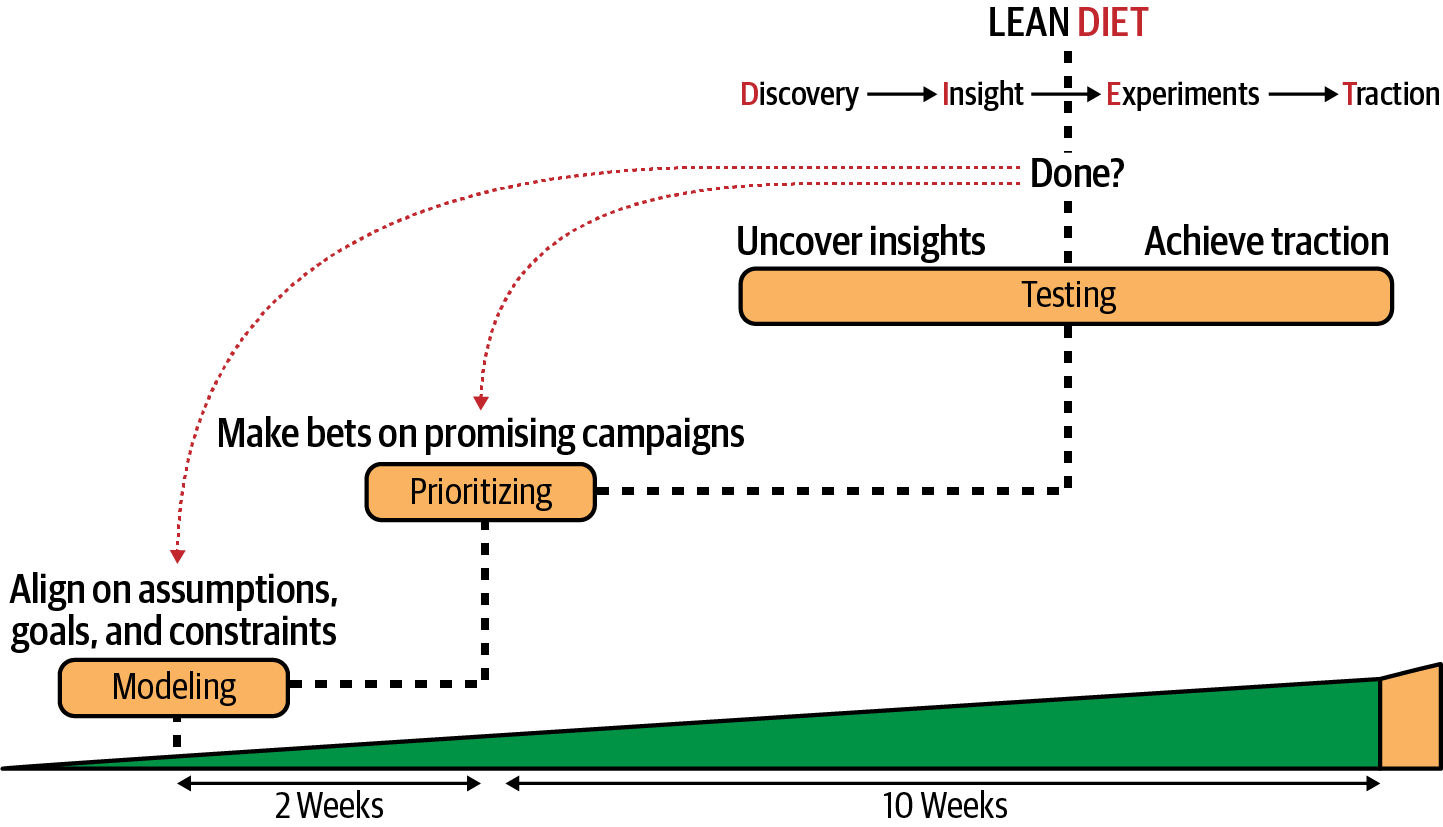 LEAN DIET
Discovery Insight Experiments Traction
Done?
Uncover insights Achieve traction
Testing
Make bets on promising campaigns
Prioritizing
Align on assumptions,
goals, and constraints
Modeling
2 Weeks 10 Weeks